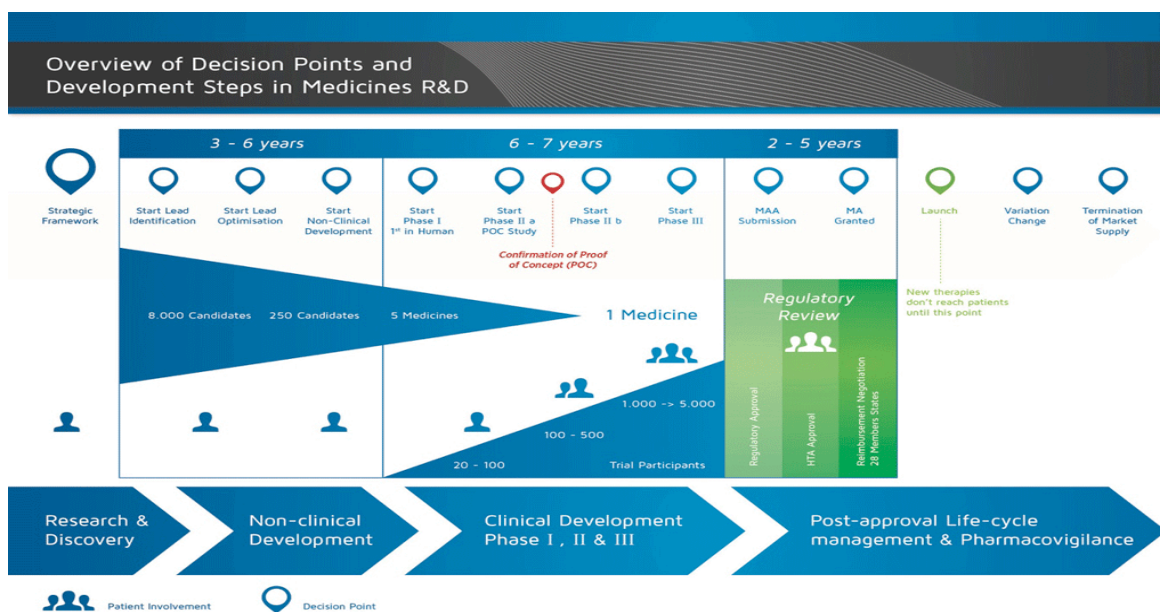 Overview of Decision Points and
Development Steps in Medicines R&D
3 - 6 years
6 - 7 years
2 - 5 years
Strategic
Framework
Start Lead
Identification
Start Lead
Optimisation
Start
Non-Clinical
Development
Start
Phase I
1st in Human
Start
Phase II a
POC Study
Start
Phase II b
Start
Phase III
MAA
Submission
MA
Granted
Launch
Variation
Change
Termination
of Market
Supply
Confirmation of Proof
of Concept (POC)
New therapies
don't reach patients
until this point
8.000 Candidates
250 Candidates
5 Medicines
1 Medicine
Regulatory
Review
1.000 -> 5.000
100 - 500
20 - 100
Trial Participants
Regulatory Approval
HTA Approval
Reimbursement Negotiation
28 Members States
Research &
Discovery
Non-clinical
Development
Clinical Development
Phase I , II & III
Post-approval Life-cycle
management & Pharmacovigilance
Patient Involvement
Decision Point